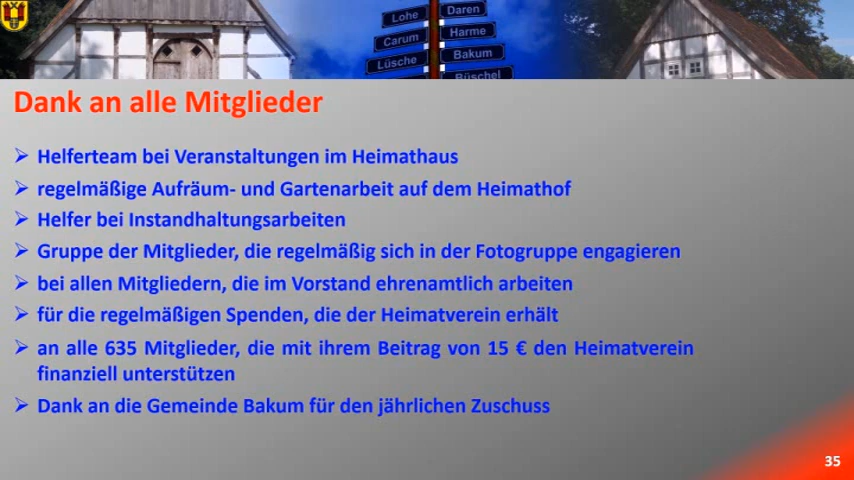 Lohe
Daren
Carum
Harme
Lüsche
Bakum
Büschel
Dank an alle Mitglieder
Helferteam bei Veranstaltungen im Heimathaus
regelmäßige Aufräum- und Gartenarbeit auf dem Heimathof
Helfer bei Instandhaltungsarbeiten
Gruppe der Mitglieder, die regelmäßig sich in der Fotogruppe engagieren
bei allen Mitgliedern, die im Vorstand ehrenamtlich arbeiten
für die regelmäßigen Spenden, die der Heimatverein erhält
an alle 635 Mitglieder, die mit ihrem Beitrag von 15 € den Heimatverein
finanziell unterstützen
Dank an die Gemeinde Bakum für den jährlichen Zuschuss
35